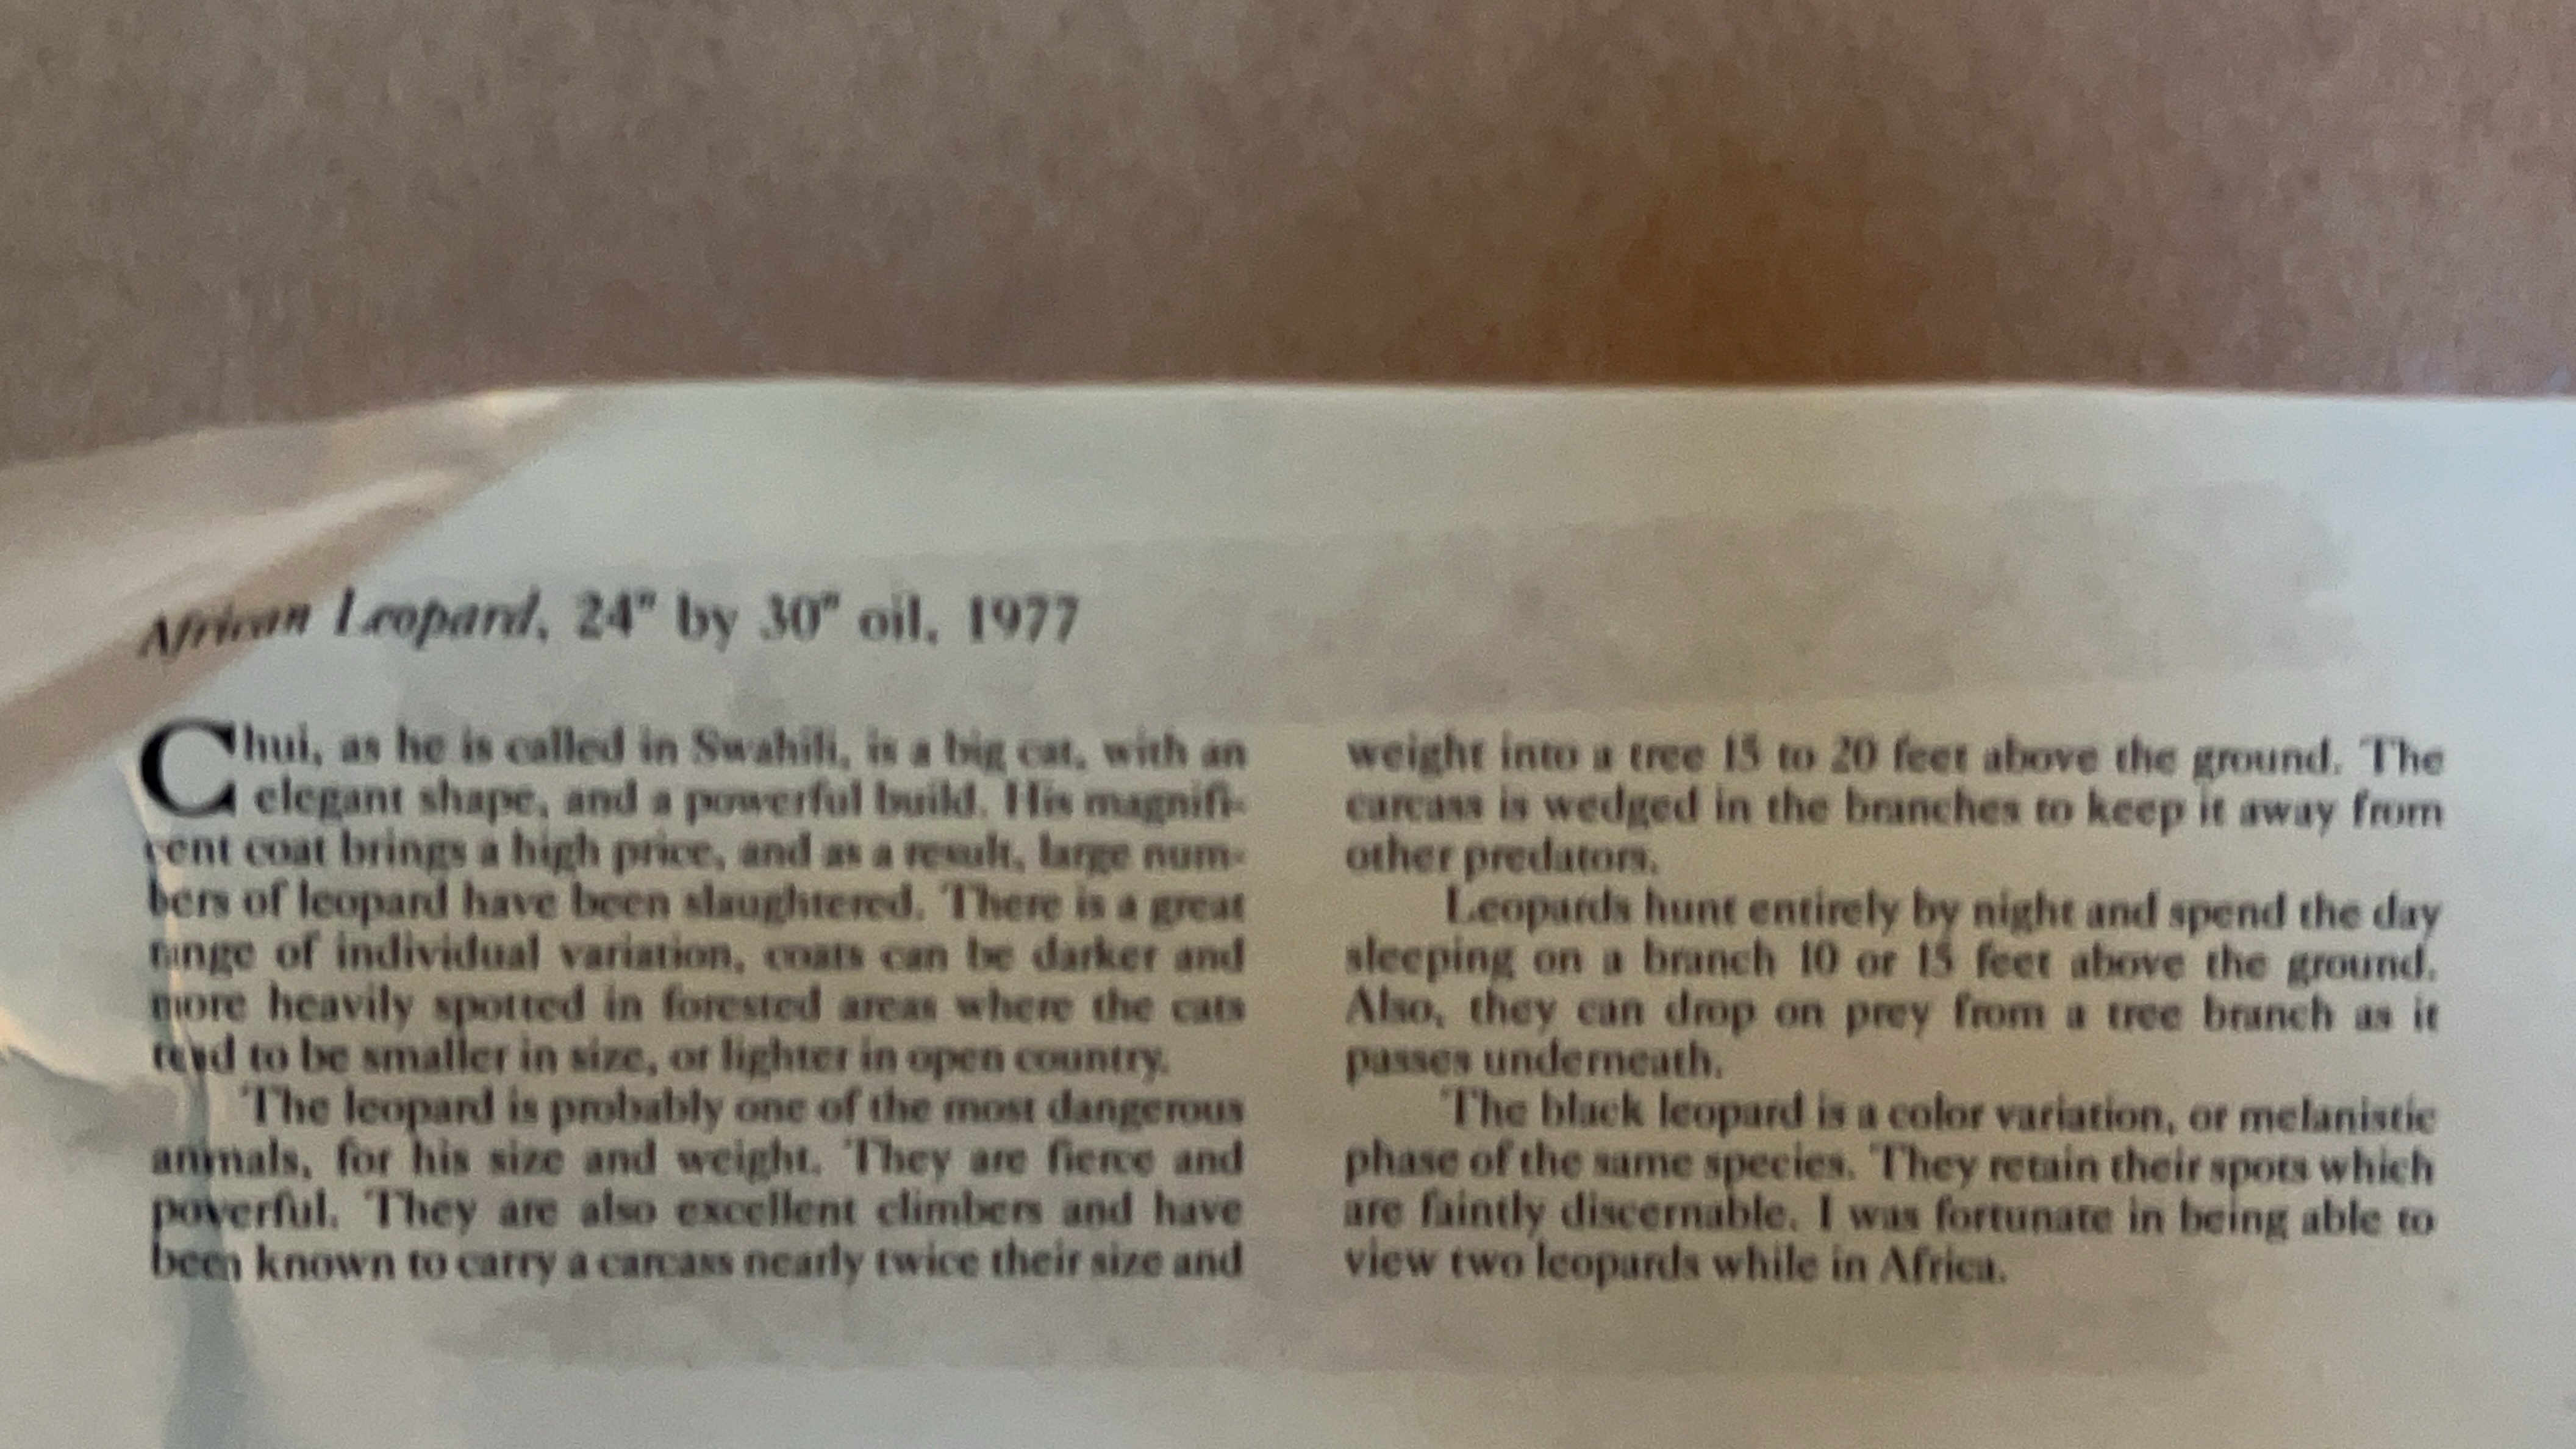 African Leopard, 24" by 30" oil, 1977
Chui, as he is called in Swahili, is a big cat, with an
elegant shape, and a powerful build. His magnifi-
cent coat brings a high price, and as a result, large num-
bers of leopard have been slaughtered. There is a great
range of individual variation, coats can be darker and
more heavily spotted in forested areas where the cats
tend to be smaller in size, or lighter in open country.
The leopard is probably one of the most dangerous
animals, for his size and weight. They are fierce and
powerful. They are also excellent climbers and have
been known to carry a carcass nearly twice their size and
weight into a tree 15 to 20 feet above the ground. The
carcass is wedged in the branches to keep it away from
other predators.
Leopards hunt entirely by night and spend the day
sleeping on a branch 10 or 15 feet above the ground.
Also, they can drop on prey from a tree branch as it
passes underneath.
The black leopard is a color variation, or melanistic
phase of the same species. They retain their spots which
are faintly discernable. I was fortunate in being able to
view two leopards while in Africa.